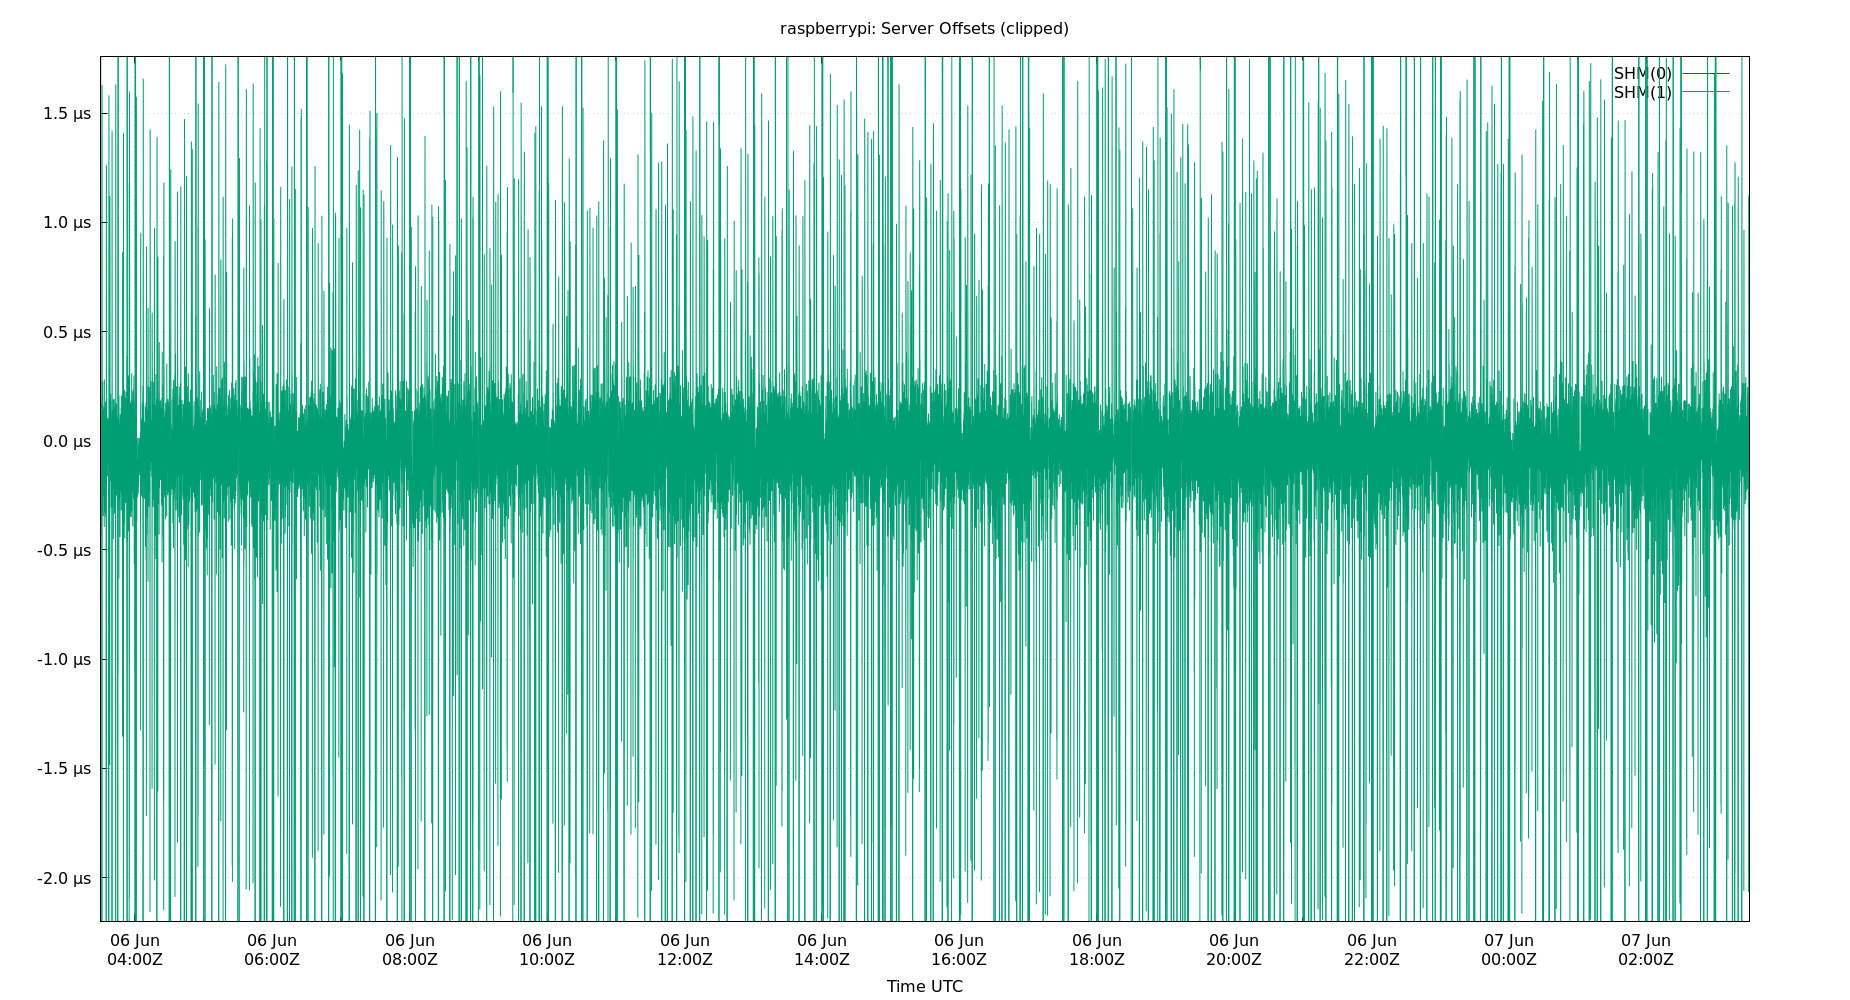 raspberrypi: Server Offsets (clipped)
SHM(0)
SHM(1)
1.5 µs
1.0 µs
0.5 µs
0.0 µs
-0.5 µs
-1.0 µs
-1.5 µs
-2.0 µs
06 Jun 06 Jun 06 Jun 06 Jun 06 Jun 06 Jun 06 Jun 06 Jun 06 Jun 06 Jun 07 Jun 07 Jun
04:00Z 06:00Z 08:00Z 10:00Z 12:00Z 14:00Z 16:00Z 18:00Z 20:00Z 22:00Z 00:00Z 02:00Z
Time UTC